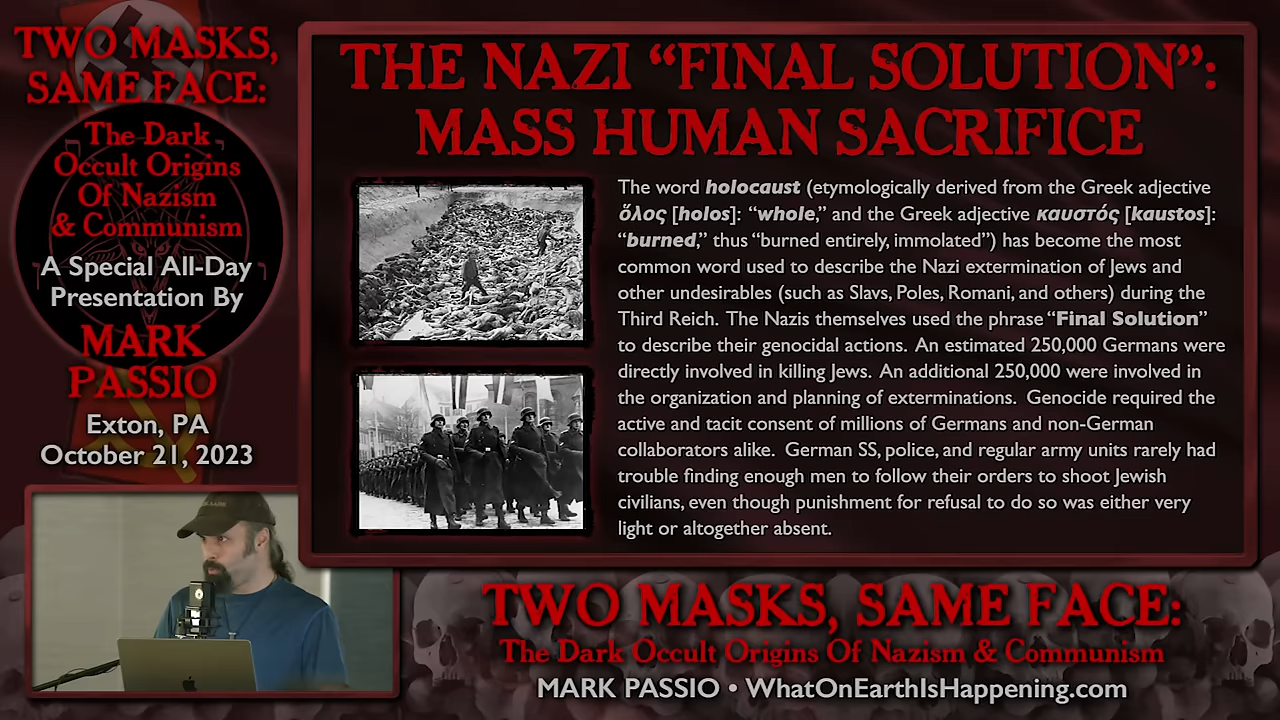 TWO MASKS,
SAME FACE:
The Dark
Occult Origins
Of Nazism
& Communism
A Special All-Day
Presentation By
MARK
PASSIO
Exton, PA
October 21, 2023
THE NAZI “FINAL SOLUTION”:
MASS HUMAN SACRIFICE
The word holocaust (etymologically derived from the Greek adjective
ὅλος [holos]: “whole,” and the Greek adjective καυστός [kaustos]:
“burned,” thus “burned entirely, immolated”) has become the most
common word used to describe the Nazi extermination of Jews and
other undesirables (such as Slavs, Poles, Romani, and others) during the
Third Reich. The Nazis themselves used the phrase “Final Solution”
to describe their genocidal actions. An estimated 250,000 Germans were
directly involved in killing Jews. An additional 250,000 were involved in
the organization and planning of exterminations. Genocide required the
active and tacit consent of millions of Germans and non-German
collaborators alike. German SS, police, and regular army units rarely had
trouble finding enough men to follow their orders to shoot Jewish
civilians, even though punishment for refusal to do so was either very
light or altogether absent.
TWO MASKS, SAME FACE:
The Dark Occult Origins Of Nazism & Communism
MARK PASSIO • WhatOnEarthIsHappening.com